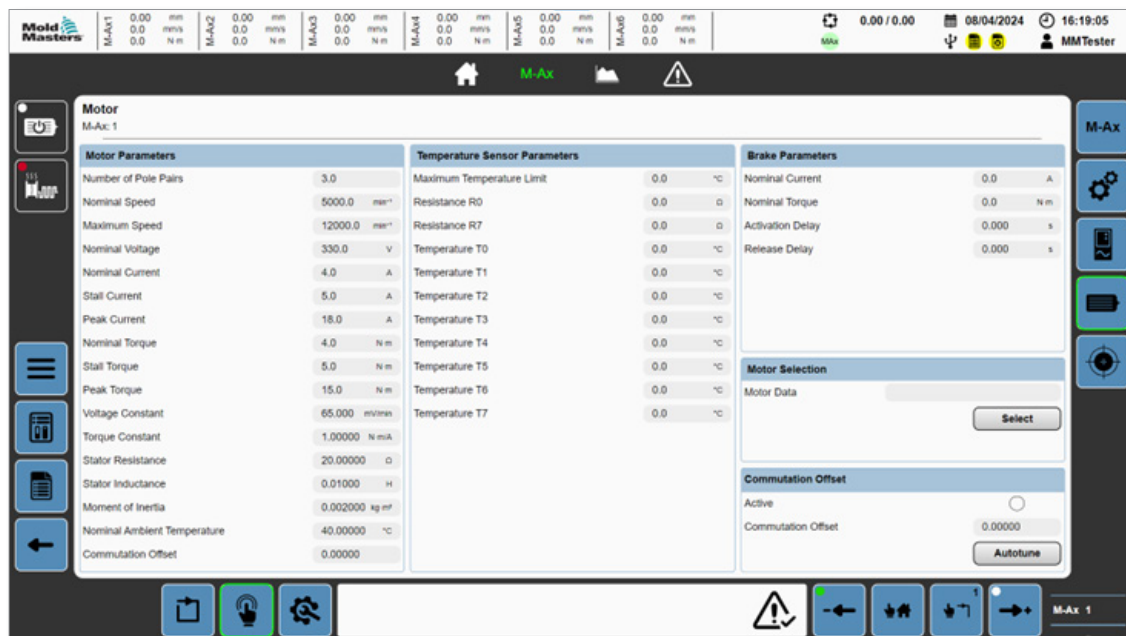 Mold Masters
M-Ax1 0.00 mm 0.0 mm/s 0.0 N·m
M-Ax2 0.00 mm 0.0 mm/s 0.0 N·m
M-Ax3 0.00 mm 0.0 mm/s 0.0 N·m
M-Ax4 0.00 mm 0.0 mm/s 0.0 N·m
M-Ax5 0.00 mm 0.0 mm/s 0.0 N·m
M-Ax6 0.00 mm 0.0 mm/s 0.0 N·m
MAx
0.00 / 0.00
08/04/2024
16:19:05
MMTester
M-Ax
Motor
M-Ax: 1
Motor Parameters
Number of Pole Pairs 3.0
Nominal Speed 5000.0 min⁻¹
Maximum Speed 12000.0 min⁻¹
Nominal Voltage 330.0 V
Nominal Current 4.0 A
Stall Current 5.0 A
Peak Current 18.0 A
Nominal Torque 4.0 N·m
Stall Torque 5.0 N·m
Peak Torque 15.0 N·m
Voltage Constant 65.000 mV/min
Torque Constant 1.00000 N·m/A
Stator Resistance 20.00000 Ω
Stator Inductance 0.01000 H
Moment of Inertia 0.002000 kg·m²
Nominal Ambient Temperature 40.00000 °C
Commutation Offset 0.00000
Temperature Sensor Parameters
Maximum Temperature Limit 0.0 °C
Resistance R0 0.0 Ω
Resistance R7 0.0 Ω
Temperature T0 0.0 °C
Temperature T1 0.0 °C
Temperature T2 0.0 °C
Temperature T3 0.0 °C
Temperature T4 0.0 °C
Temperature T5 0.0 °C
Temperature T6 0.0 °C
Temperature T7 0.0 °C
Brake Parameters
Nominal Current 0.0 A
Nominal Torque 0.0 N·m
Activation Delay 0.000 s
Release Delay 0.000 s
Motor Selection
Motor Data
Select
Commutation Offset
Active
Commutation Offset 0.00000
Autotune
M-Ax
1
M-Ax 1